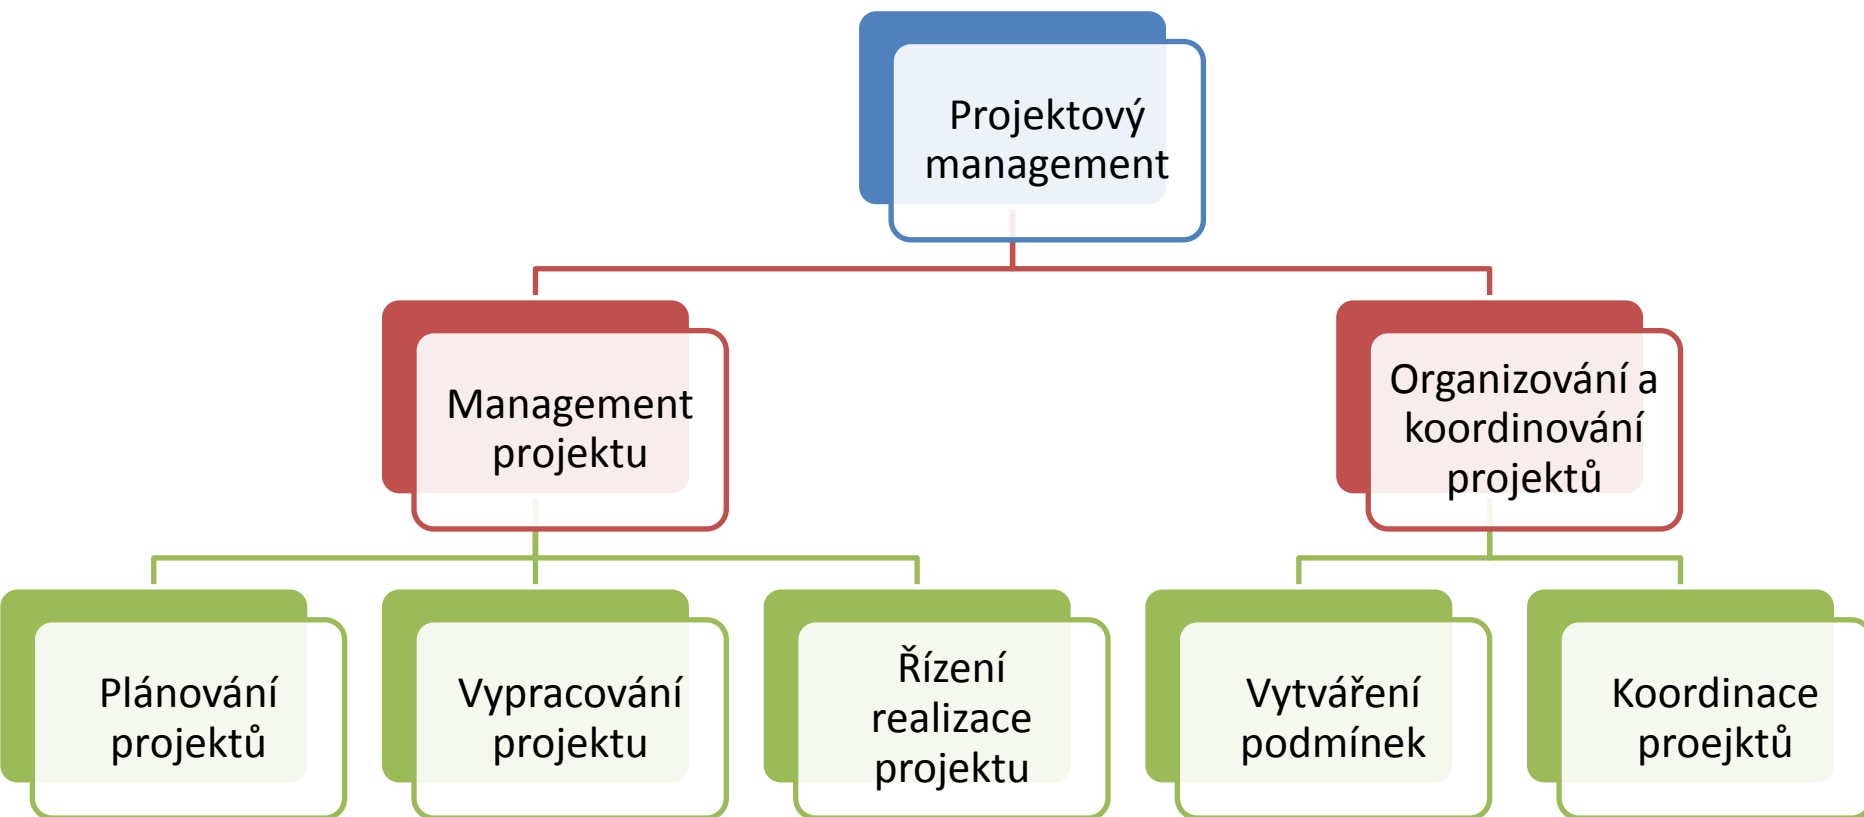 Projektový
management
Management
projektu
Organizování a
koordinování
projektů
Plánování
projektů
Vypracování
projektu
Řízení
realizace
projektu
Vytváření
podmínek
Koordinace
proejktů